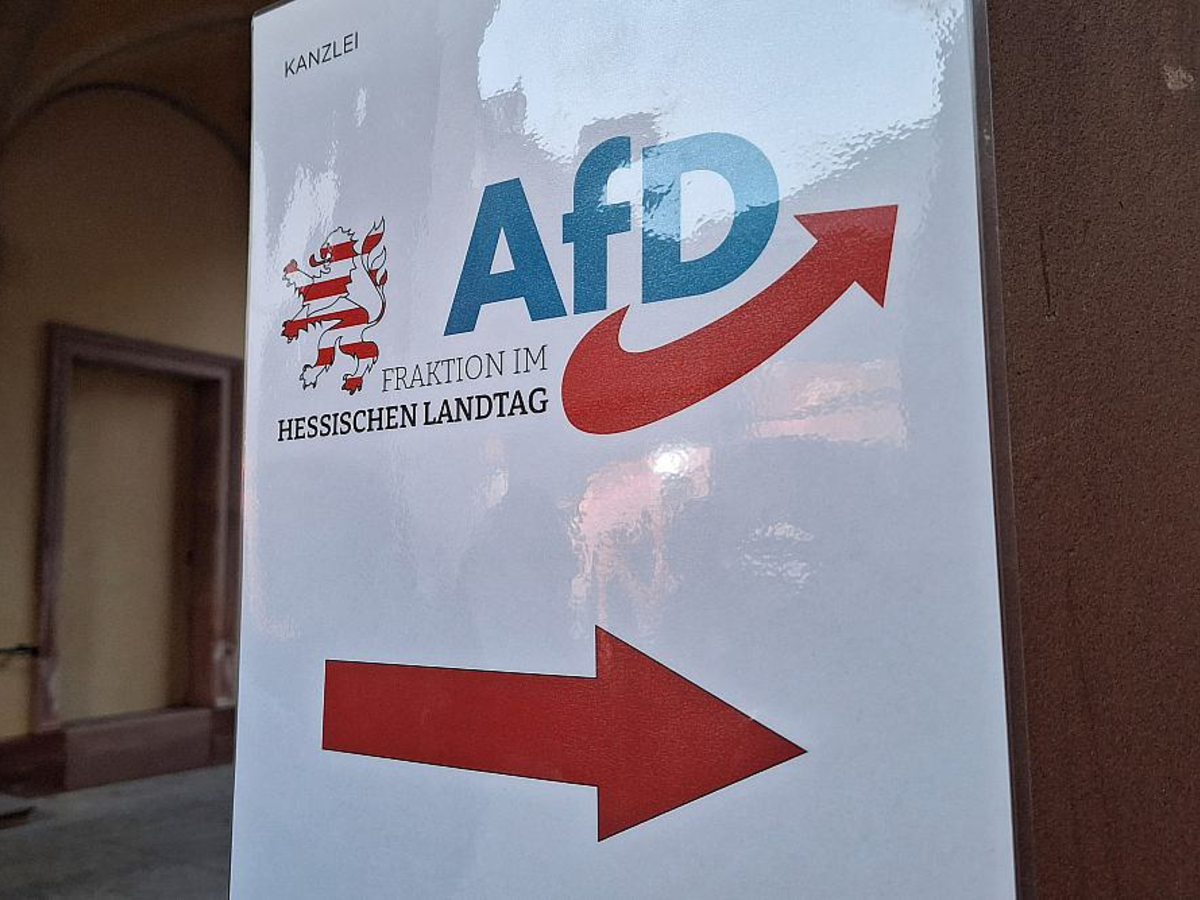 KANZLEI
AfD
FRAKTION IM
HESSISCHEN LANDTAG